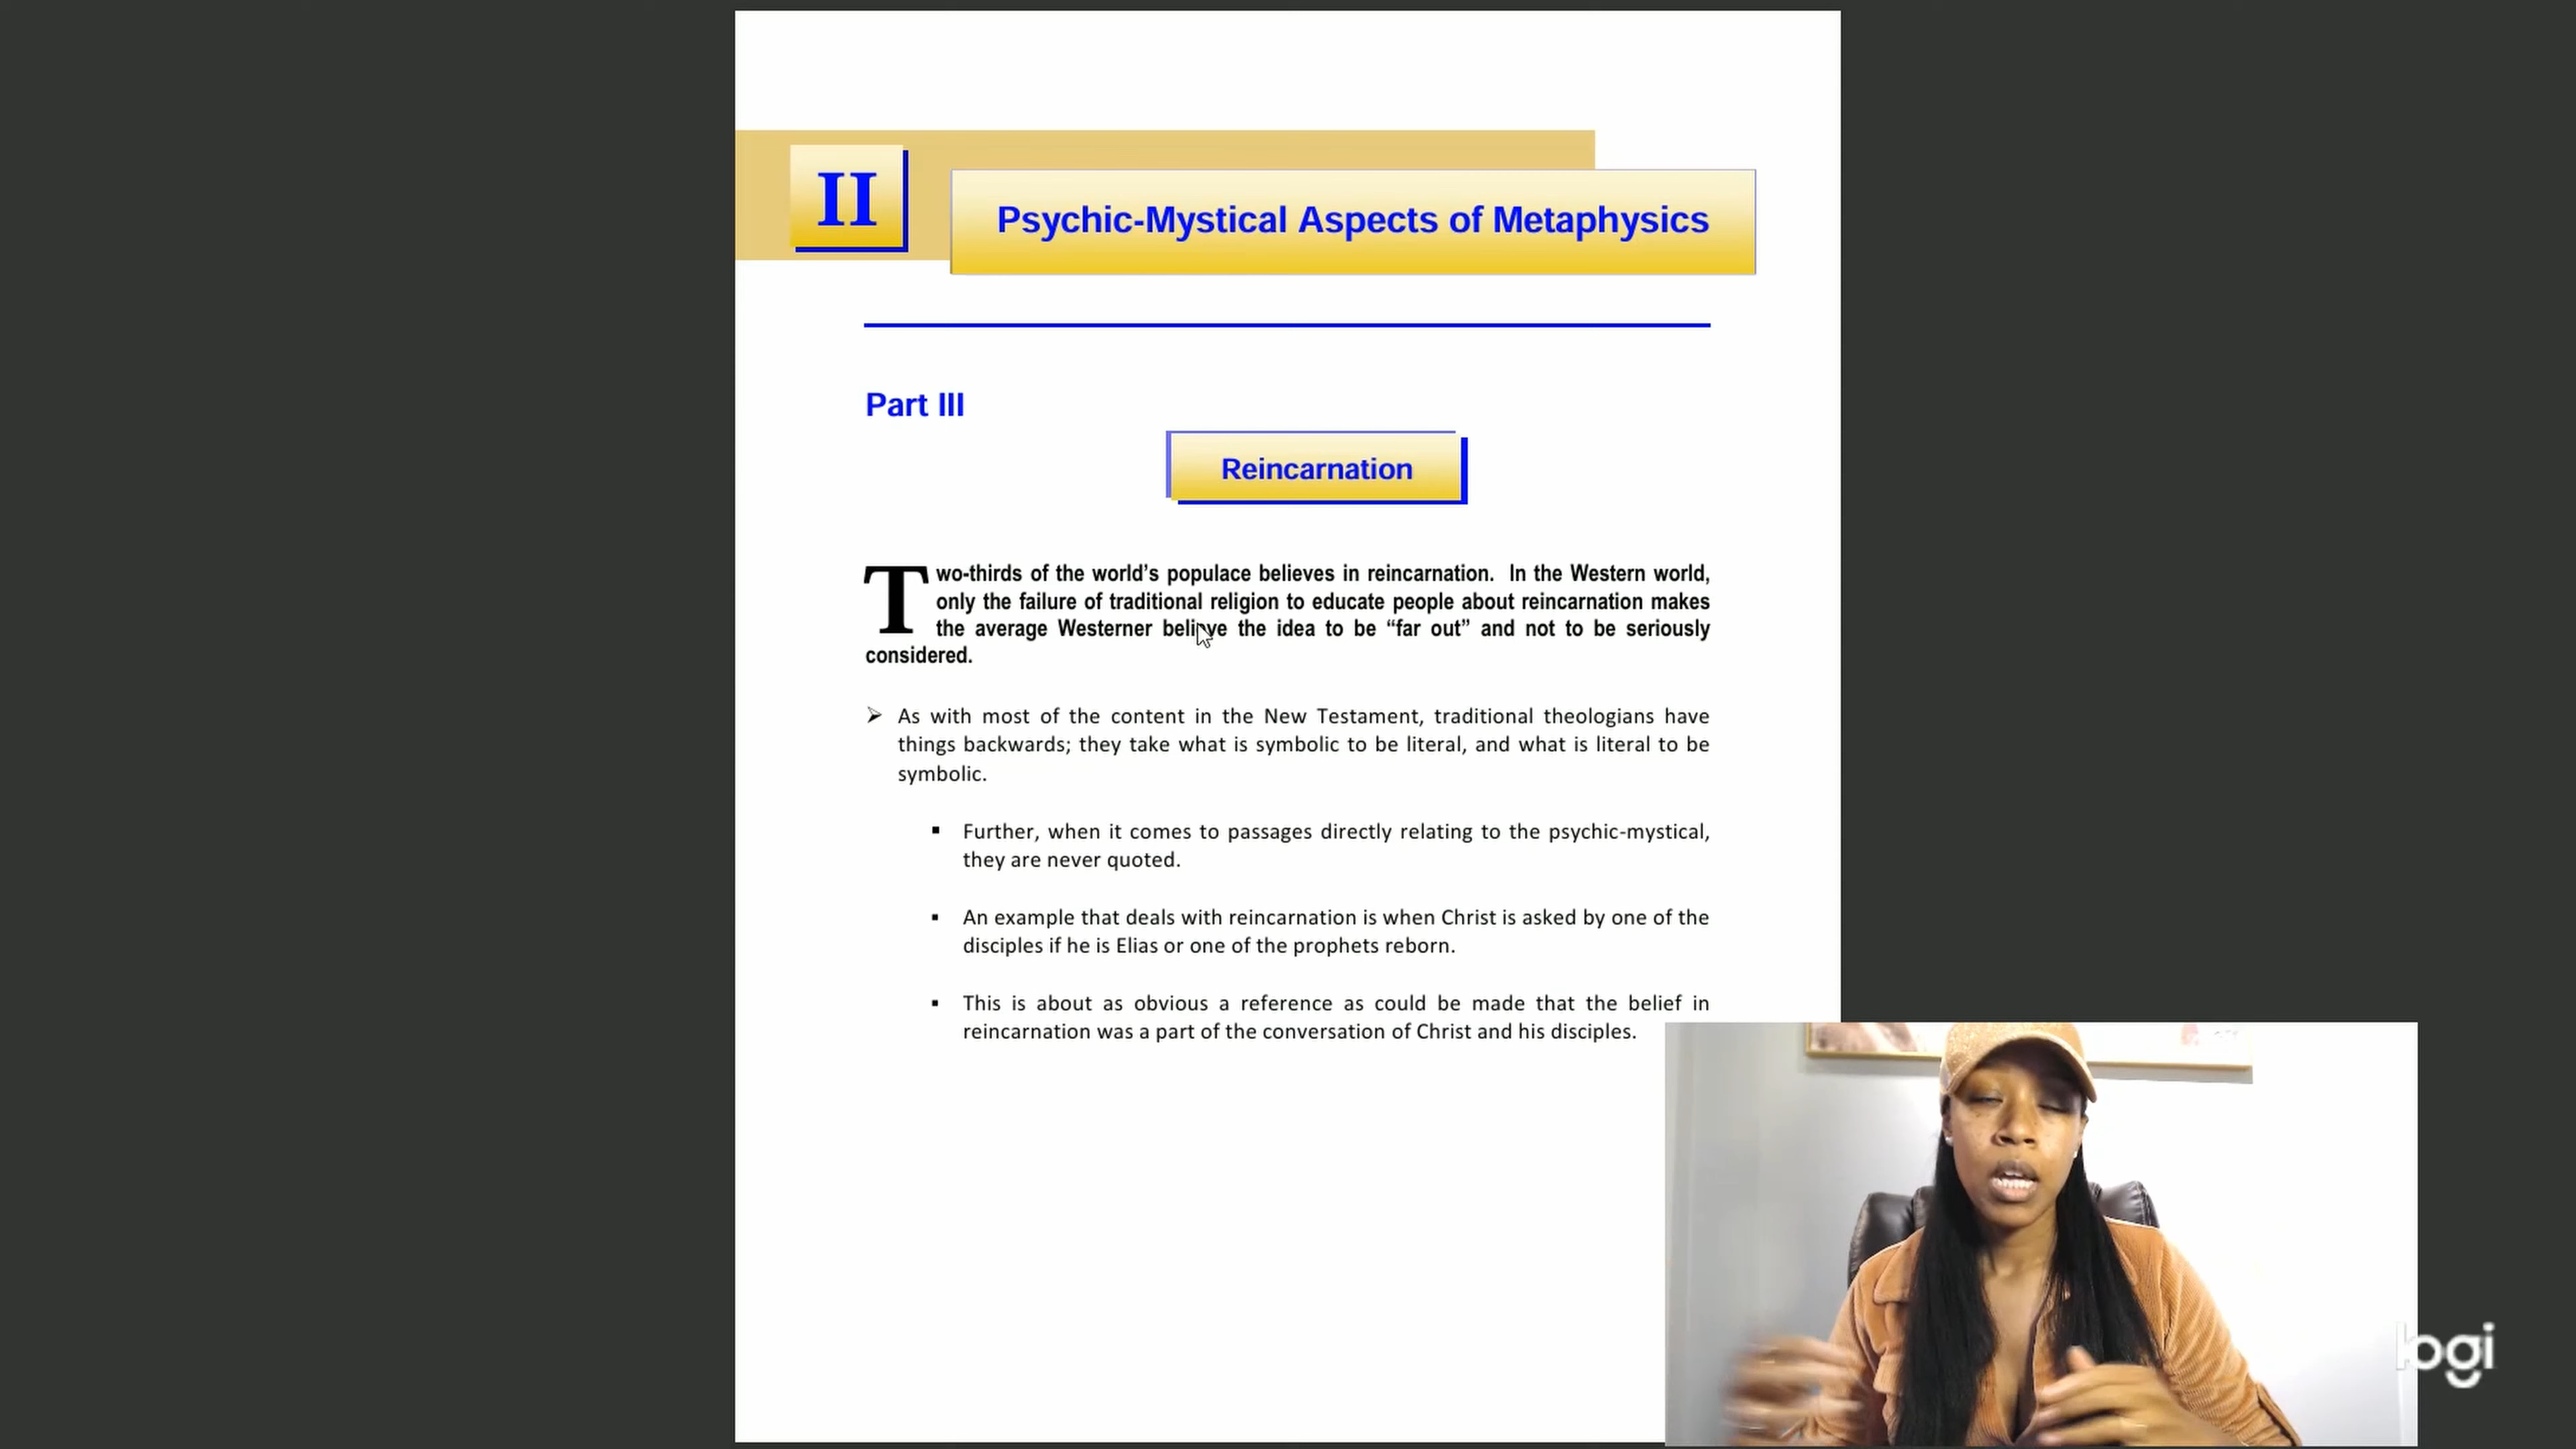 II
Psychic-Mystical Aspects of Metaphysics
Part III
Reincarnation
Two-thirds of the world's populace believes in reincarnation. In the Western world,
only the failure of traditional religion to educate people about reincarnation makes
the average Westerner believe the idea to be “far out” and not to be seriously
considered.
➢ As with most of the content in the New Testament, traditional theologians have
things backwards; they take what is symbolic to be literal, and what is literal to be
symbolic.
▪ Further, when it comes to passages directly relating to the psychic-mystical,
they are never quoted.
▪ An example that deals with reincarnation is when Christ is asked by one of the
disciples if he is Elias or one of the prophets reborn.
▪ This is about as obvious a reference as could be made that the belief in
reincarnation was a part of the conversation of Christ and his disciples.
logi